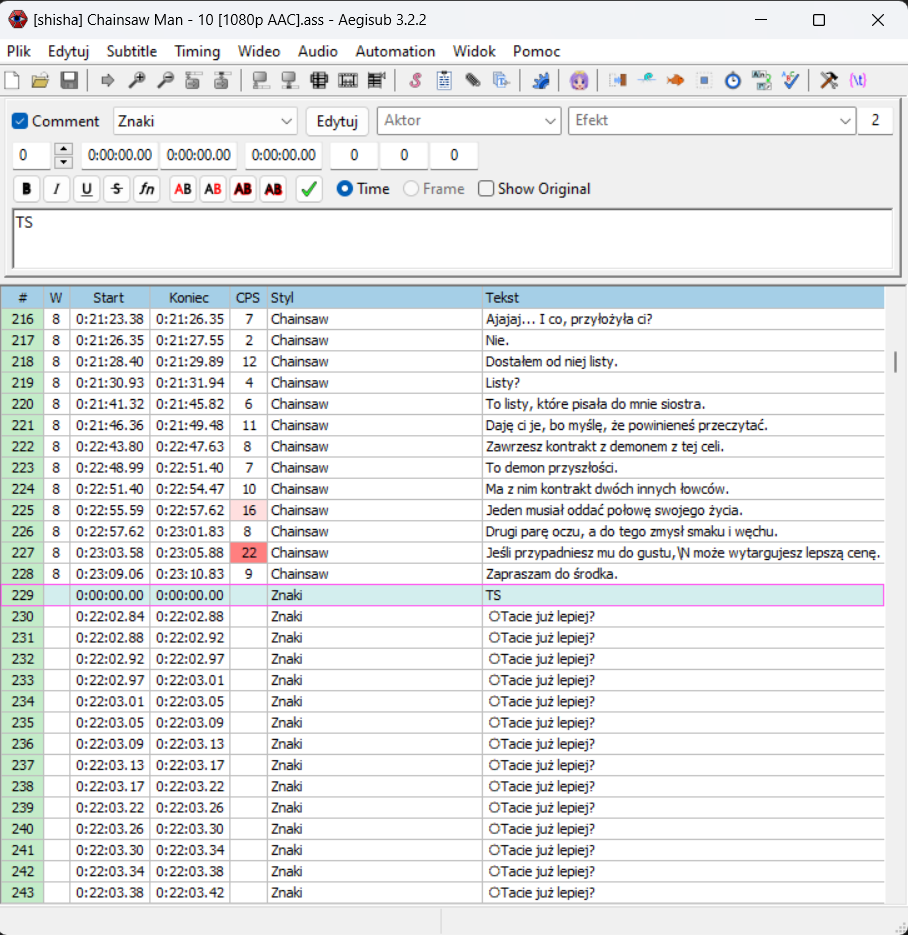 [shisha] Chainsaw Man - 10 [1080p AAC].ass - Aegisub 3.2.2
Plik Edytuj Subtitle Timing Wideo Audio Automation Widok Pomoc
Comment Znaki Edytuj Aktor Efekt 2
0 0:00:00.00 0:00:00.00 0:00:00.00 0 0 0
B I U S fn AB AB AB AB Time Frame Show Original
TS
# W Start Koniec CPS Styl Tekst
216 8 0:21:23.38 0:21:26.35 7 Chainsaw Ajajaj... I co, przyłożyła ci?
217 8 0:21:26.35 0:21:27.55 2 Chainsaw Nie.
218 8 0:21:28.40 0:21:29.89 12 Chainsaw Dostałem od niej listy.
219 8 0:21:30.93 0:21:31.94 4 Chainsaw Listy?
220 8 0:21:41.32 0:21:45.82 6 Chainsaw To listy, które pisała do mnie siostra.
221 8 0:21:46.36 0:21:49.48 11 Chainsaw Daję ci je, bo myślę, że powinieneś przeczytać.
222 8 0:22:43.80 0:22:47.63 8 Chainsaw Zawrzesz kontrakt z demonem z tej celi.
223 8 0:22:48.99 0:22:51.40 7 Chainsaw To demon przyszłości.
224 8 0:22:51.40 0:22:54.47 10 Chainsaw Ma z nim kontrakt dwóch innych łowców.
225 8 0:22:55.59 0:22:57.62 16 Chainsaw Jeden musiał oddać połowę swojego życia.
226 8 0:22:57.62 0:23:01.83 8 Chainsaw Drugi parę oczu, a do tego zmysł smaku i węchu.
227 8 0:23:03.58 0:23:05.88 22 Chainsaw Jeśli przypadniesz mu do gustu,\N może wytargujesz lepszą cenę.
228 8 0:23:09.06 0:23:10.83 9 Chainsaw Zapraszam do środka.
229 0:00:00.00 0:00:00.00 Znaki TS
230 0:22:02.84 0:22:02.88 Znaki OTacie już lepiej?
231 0:22:02.88 0:22:02.92 Znaki OTacie już lepiej?
232 0:22:02.92 0:22:02.97 Znaki OTacie już lepiej?
233 0:22:02.97 0:22:03.01 Znaki OTacie już lepiej?
234 0:22:03.01 0:22:03.05 Znaki OTacie już lepiej?
235 0:22:03.05 0:22:03.09 Znaki OTacie już lepiej?
236 0:22:03.09 0:22:03.13 Znaki OTacie już lepiej?
237 0:22:03.13 0:22:03.17 Znaki OTacie już lepiej?
238 0:22:03.17 0:22:03.22 Znaki OTacie już lepiej?
239 0:22:03.22 0:22:03.26 Znaki OTacie już lepiej?
240 0:22:03.26 0:22:03.30 Znaki OTacie już lepiej?
241 0:22:03.30 0:22:03.34 Znaki OTacie już lepiej?
242 0:22:03.34 0:22:03.38 Znaki OTacie już lepiej?
243 0:22:03.38 0:22:03.42 Znaki OTacie już lepiej?